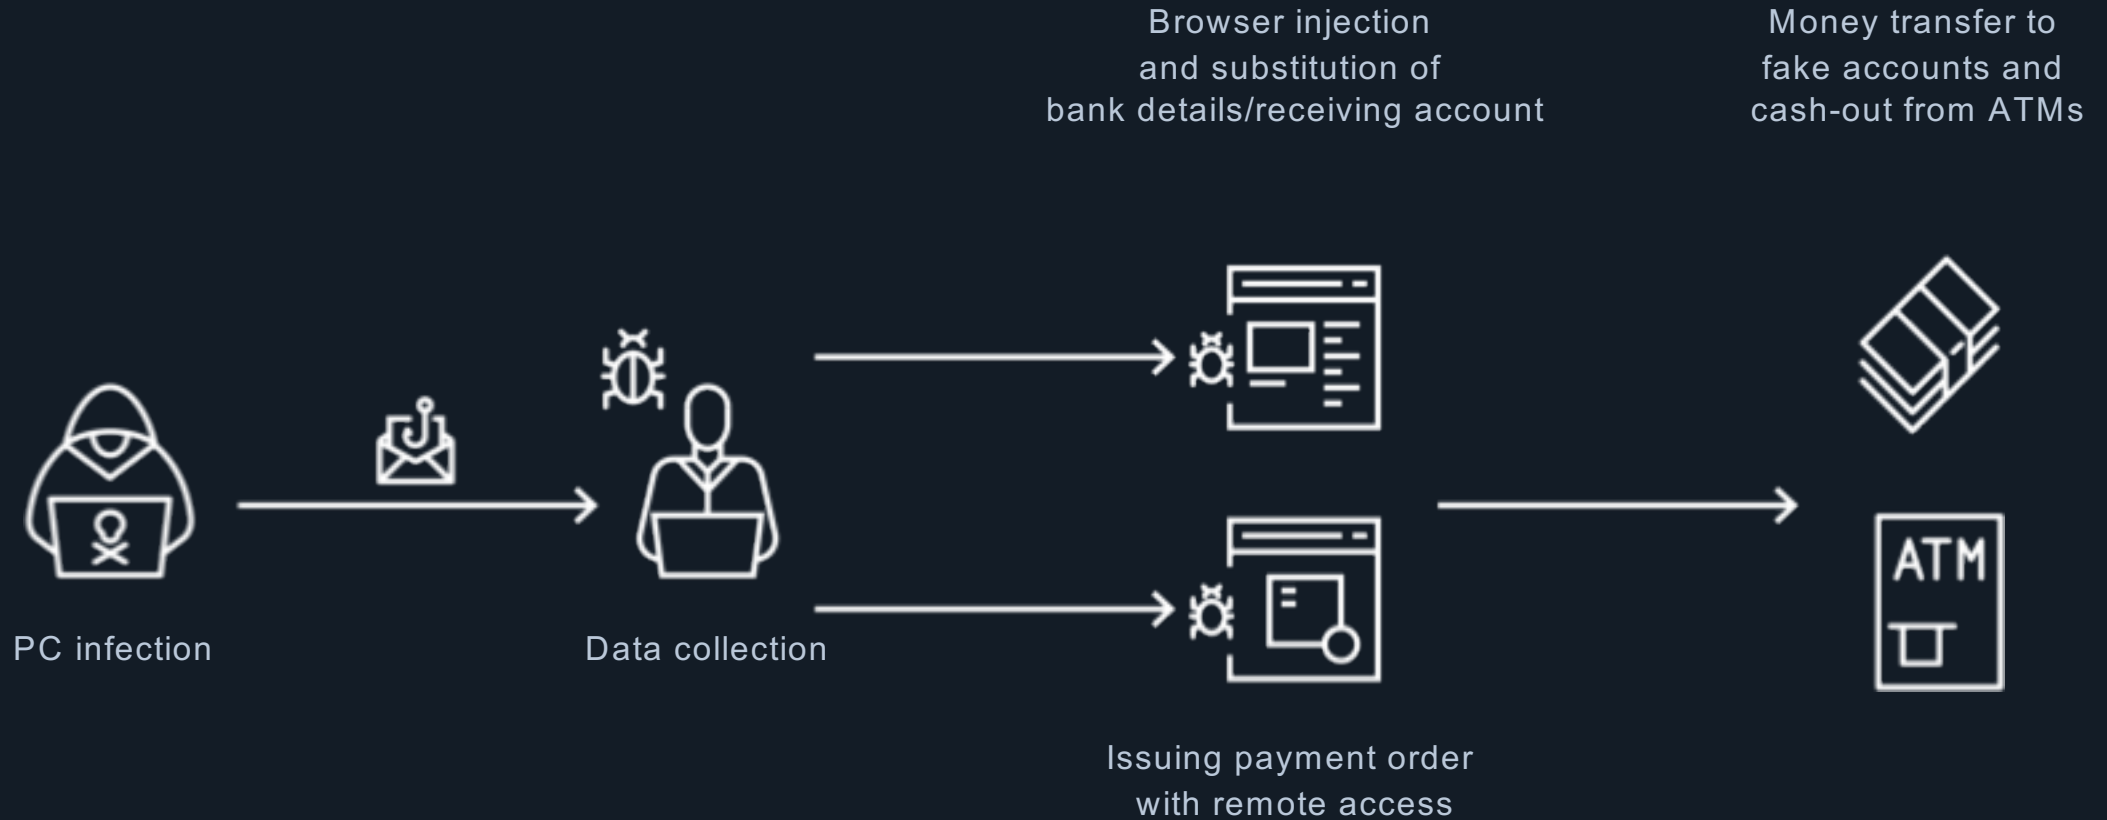 Browser injection
and substitution of
bank details/receiving account
Money transfer to
fake accounts and
cash-out from ATMs
ATM
PC infection
Data collection
Issuing payment order
with remote access